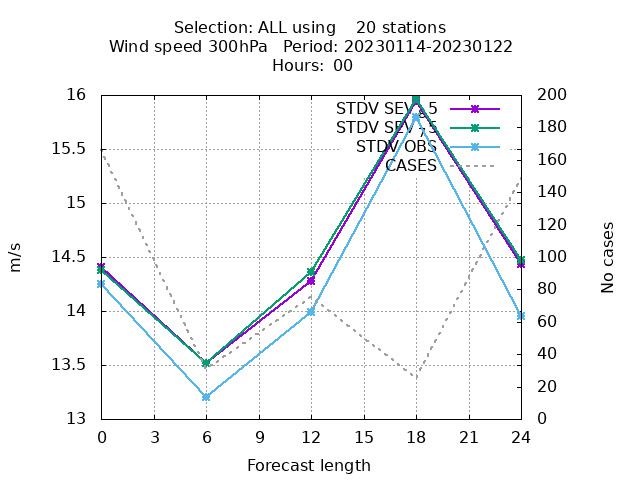 Selection: ALL using 20 stations
Wind speed 300hPa Period: 20230114-20230122
Hours: 00
16
15.5
15
14.5
14
13.5
13
m/s
STDV OBS
CASES
200
180
160
140
120
100
80
60
40
20
0
No cases
0 3 6 9 12 15 18 21 24
Forecast length